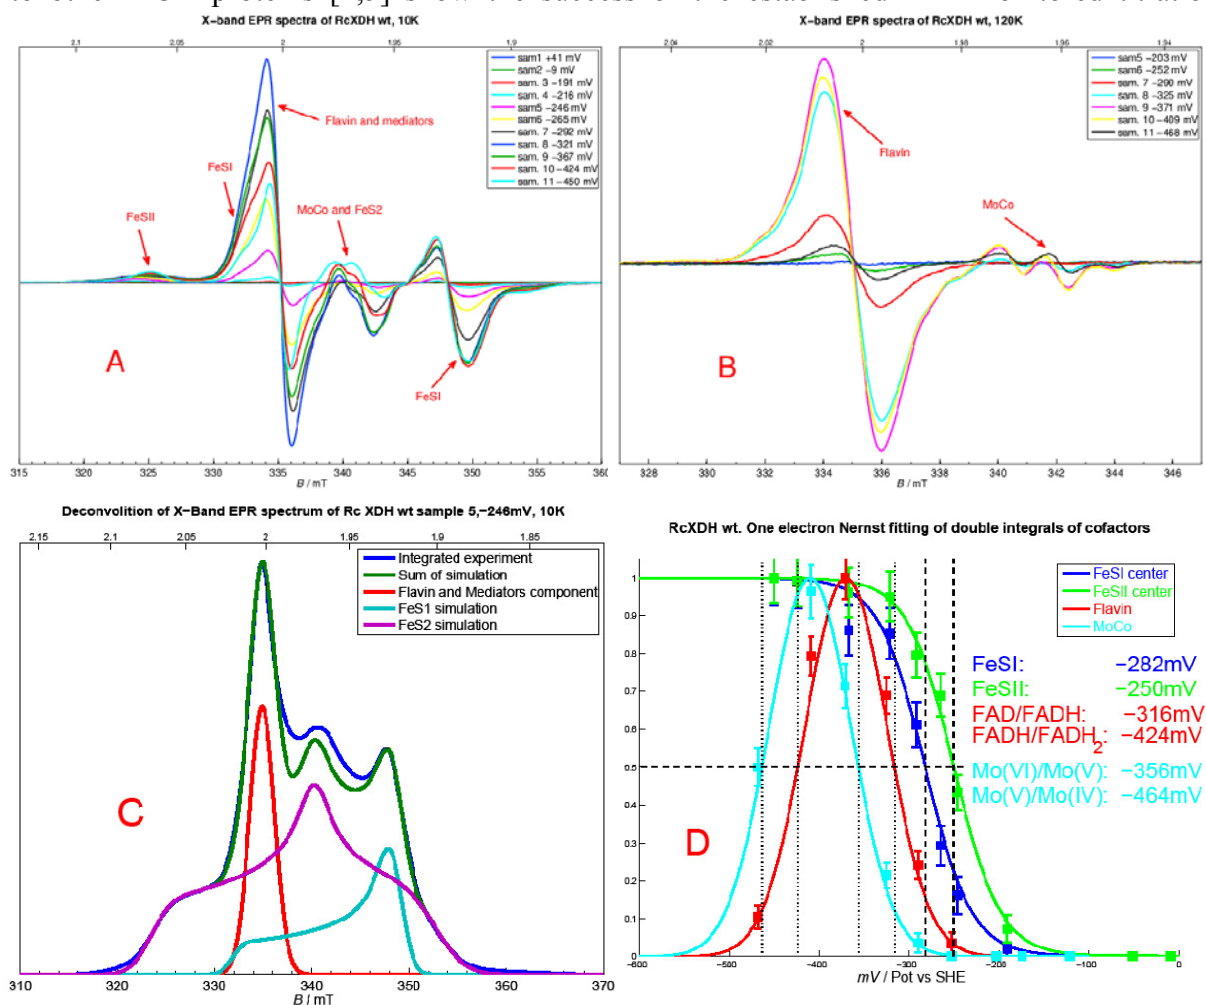 X-band EPR spectra of RcXDH wt, 10K
2.1 2.05 2 1.95 1.9
sam1 +41 mV
sam2 -9 mV
sam. 3 -191 mV
sam. 4 -216 mV
sam5 -246 mV
sam6 -265 mV
sam. 7 -292 mV
sam. 8 -321 mV
sam. 9 -367 mV
sam. 10 -424 mV
sam. 11 -450 mV
Flavin and mediators
FeSI
FeSII
MoCo and FeS2
FeSI
A
315 320 325 330 335 340 345 350 355
B / mT
X-band EPR spectra of RcXDH wt, 120K
2.04 2.02 2 1.98 1.96 1.94
sam5 -203 mV
sam6 -252 mV
sam. 7 -290 mV
sam. 8 -325 mV
sam. 9 -371 mV
sam. 10 -409 mV
sam. 11 -468 mV
Flavin
MoCo
B
328 330 332 334 336 338 340 342 344 346
B / mT
Deconvolition of X-Band EPR spectrum of Rc XDH wt sample 5,-246mV, 10K
2.15 2.1 2.05 2 1.95 1.9 1.85
Integrated experiment
Sum of simulation
Flavin and Mediators component
FeS1 simulation
FeS2 simulation
C
310 320 330 340 350 360 370
B / mT
RcXDH wt. One electron Nernst fitting of double integrals of cofactors
FeSI center
FeSII center
Flavin
MoCo
1
0.9
0.8
0.7
0.6
0.5
0.4
0.3
0.2
0.1
0
FeSI: -282mV
FeSII: -250mV
FAD/FADH: -316mV
FADH/FADH2: -424mV
Mo(VI)/Mo(V): -356mV
Mo(V)/Mo(IV): -464mV
D
-600 -500 -400 -300 -200 -100 0
mV / Pot vs SHE